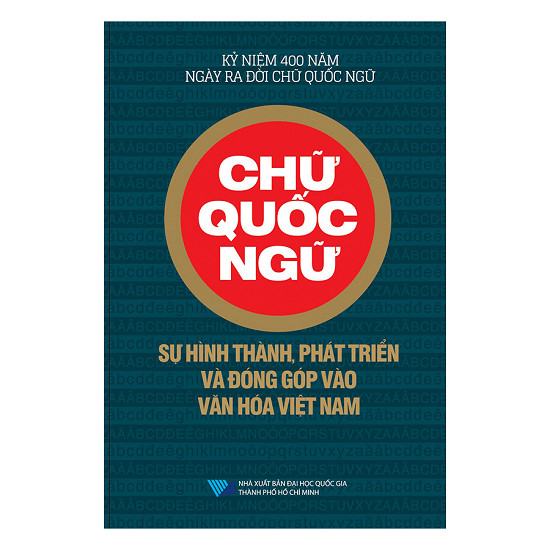 KỶ NIỆM 400 NĂM
NGÀY RA ĐỜI CHỮ QUỐC NGỮ
CHỮ
QUỐC
NGỮ
SỰ HÌNH THÀNH, PHÁT TRIỂN
VÀ ĐÓNG GÓP VÀO
VĂN HÓA VIỆT NAM
NHÀ XUẤT BẢN ĐẠI HỌC QUỐC GIA
THÀNH PHỐ HỒ CHÍ MINH